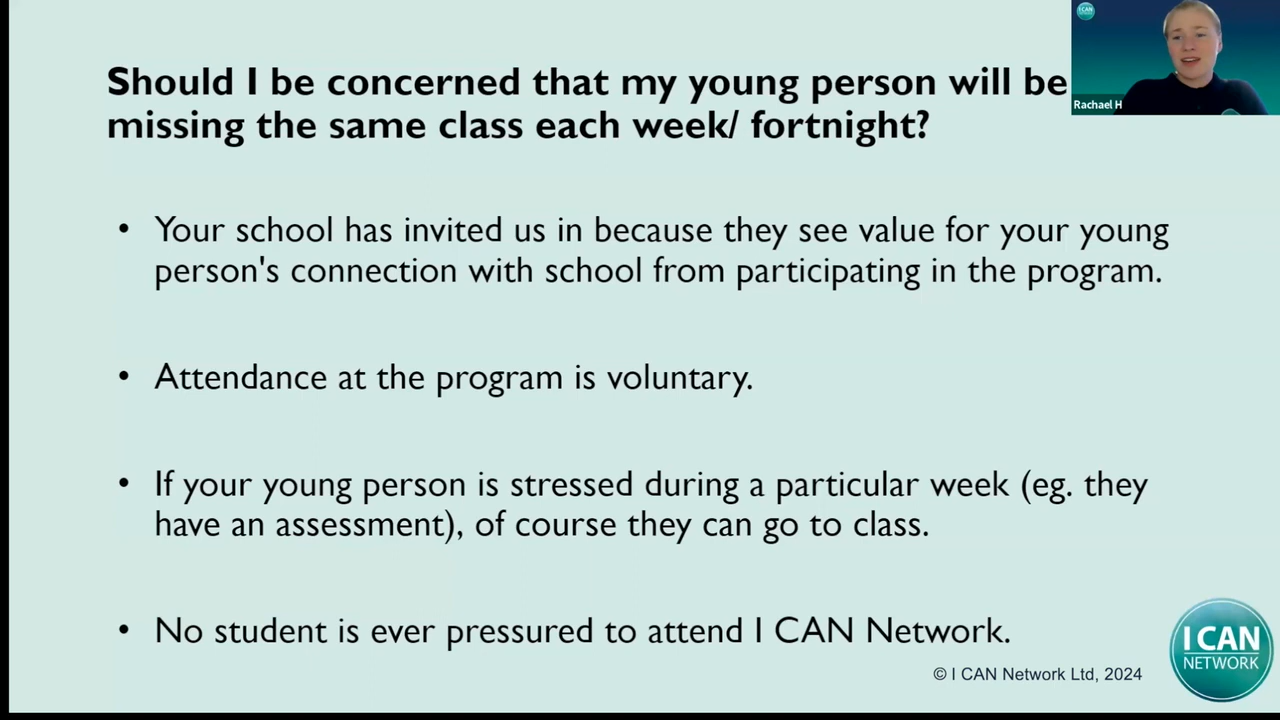 I CAN
Rachael H
Should I be concerned that my young person will be
missing the same class each week/ fortnight?
• Your school has invited us in because they see value for your young
person's connection with school from participating in the program.
• Attendance at the program is voluntary.
• If your young person is stressed during a particular week (eg. they
have an assessment), of course they can go to class.
• No student is ever pressured to attend I CAN Network.
© I CAN Network Ltd, 2024
I CAN
NETWORK